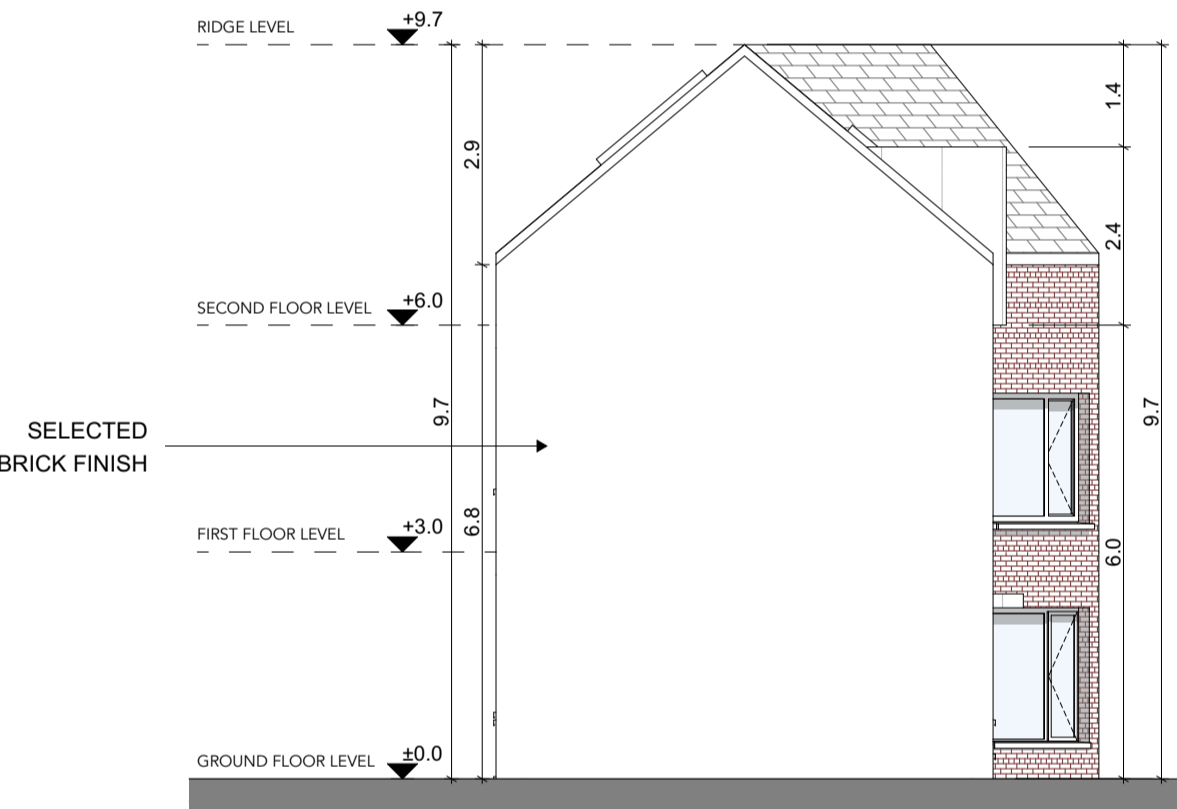 RIDGE LEVEL
+9.7
1.4
2.9
2.4
SECOND FLOOR LEVEL
+6.0
9.7
9.7
SELECTED
BRICK FINISH
6.8
FIRST FLOOR LEVEL
+3.0
6.0
GROUND FLOOR LEVEL
±0.0